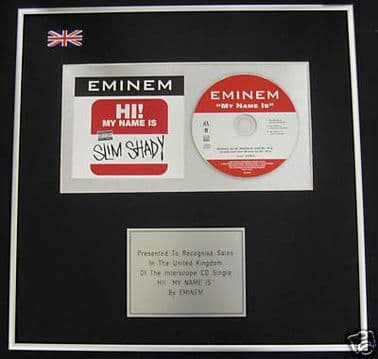 EMINEM
HI!
MY NAME IS
SLIM SHADY
EMINEM
"MY NAME IS"
Presented To Recognise Sales
In The United Kingdom
Of The Interscope CD Single
Hi! "MY NAME IS"
By EMINEM